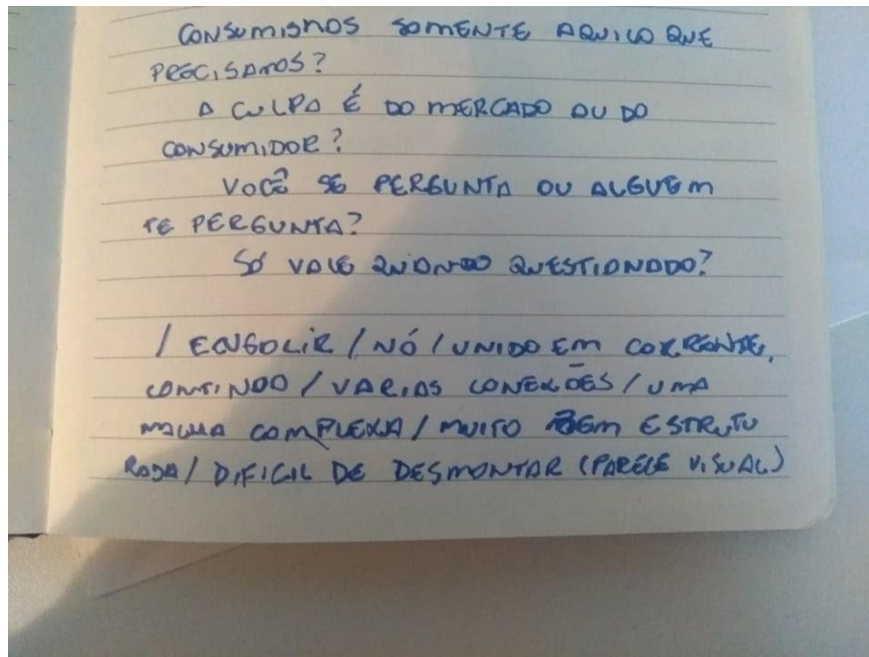 CONSUMISMOS SOMENTE AQUILO QUE
PRECISAMOS?
A CULPA É DO MERCADO OU DO
CONSUMIDOR?
VOCÊ SE PERGUNTA OU ALGUEM
TE PERGUNTA?
SÓ VALE QUANDO QUESTIONADO?
/ ENGOLIR / NÓ / UNIDO EM CORRENTE,
CONTINDO / VARIAS CONEXÕES / UMA
MALHA COMPLEXA / MUITO BEM ESTRUTU
RADA / DIFICIL DE DESMONTAR (PARECE VISUAL)